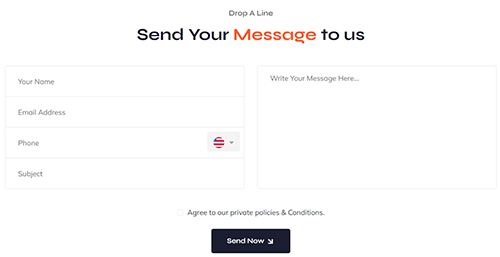 Drop A Line
Send Your Message to us
Your Name
Email Address
Phone
Subject
Write Your Message Here...
Agree to our private policies & Conditions.
Send Now